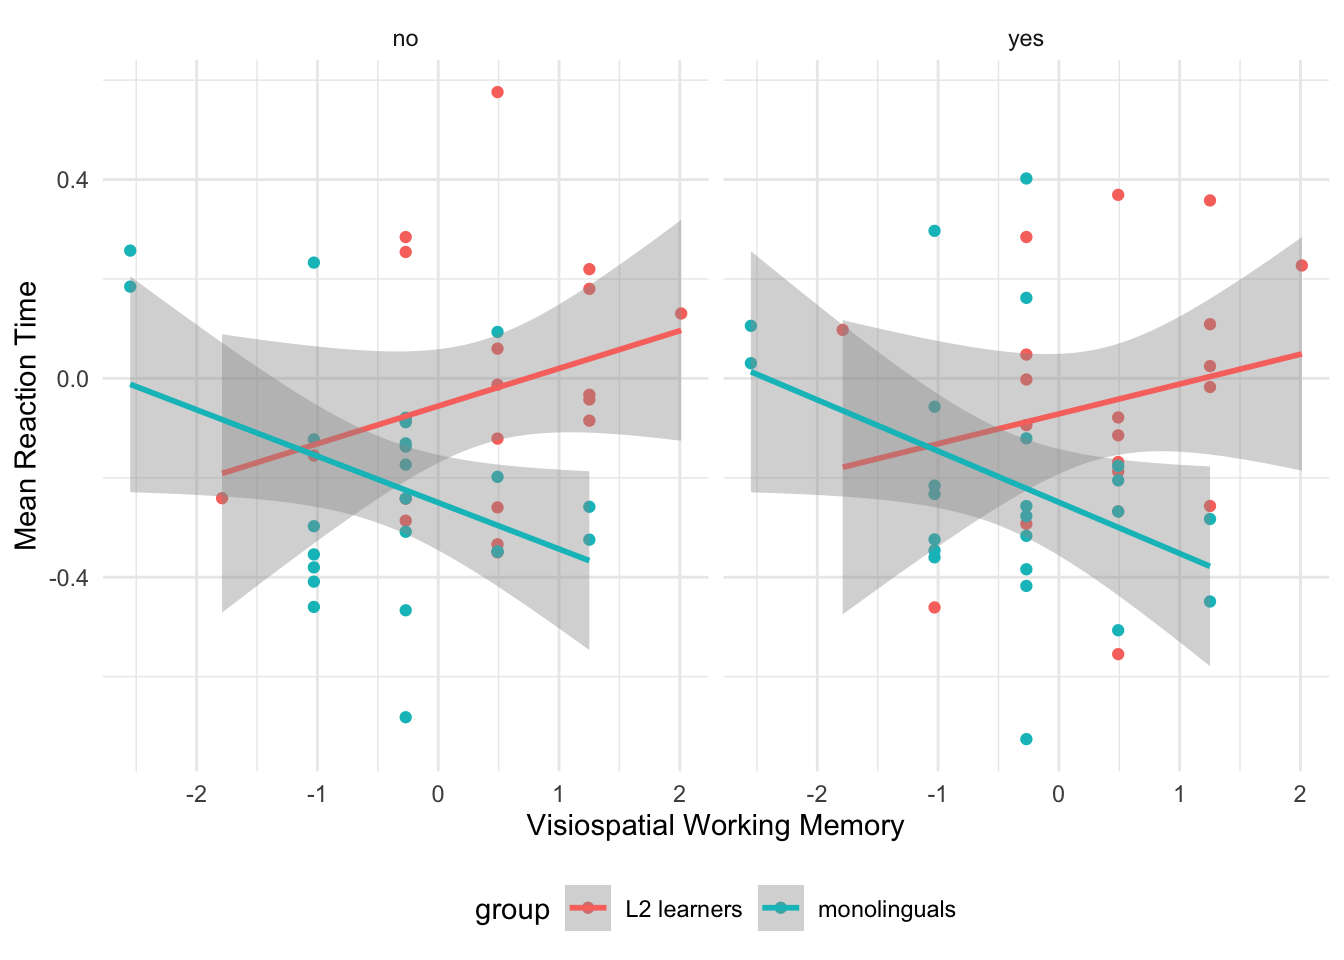 no yes
Mean Reaction Time
0.4
0.0
-0.4
-2 -1 0 1 2 -2 -1 0 1 2
Visiospatial Working Memory
group L2 learners monolinguals